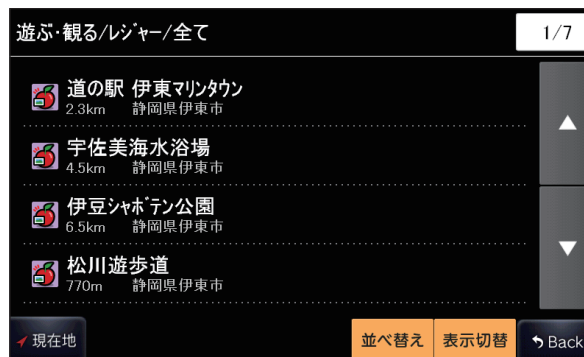 遊ぶ･観る/ﾚｼﾞｬｰ/全て
1/7
道の駅 伊東ﾏﾘﾝﾀｳﾝ
2.3km 静岡県伊東市
宇佐美海水浴場
4.5km 静岡県伊東市
伊豆ｼｬﾎﾞﾃﾝ公園
6.5km 静岡県伊東市
松川遊歩道
770m 静岡県伊東市
現在地
並べ替え
表示切替
Back